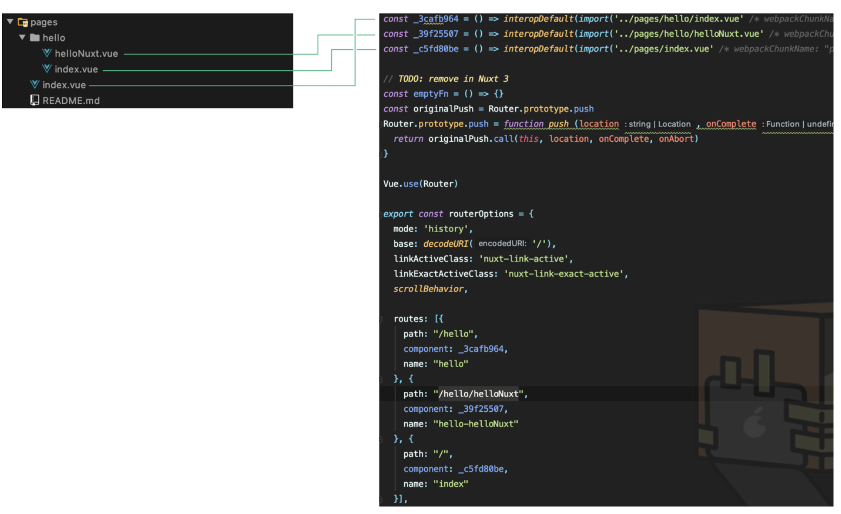 pages
hello
helloNuxt.vue
index.vue
index.vue
README.md
const _3cafb964 = () => interopDefault(import('../pages/hello/index.vue' /* webpackChunkNa
const _39f25507 = () => interopDefault(import('../pages/hello/helloNuxt.vue' /* webpackChu
const _c5fd80be = () => interopDefault(import('../pages/index.vue' /* webpackChunkName: "p
// TODO: remove in Nuxt 3
const emptyFn = () => {}
const originalPush = Router.prototype.push
Router.prototype.push = function push (location : string | Location , onComplete : Function | undefin
return originalPush.call(this, location, onComplete, onAbort)
}
Vue.use(Router)
export const routerOptions = {
mode: 'history',
base: decodeURI( encodedURI: '/'),
linkActiveClass: 'nuxt-link-active',
linkExactActiveClass: 'nuxt-link-exact-active',
scrollBehavior,
routes: [{
path: "/hello",
component: _3cafb964,
name: "hello"
}, {
path: "/hello/helloNuxt",
component: _39f25507,
name: "hello-helloNuxt"
}, {
path: "/",
component: _c5fd80be,
name: "index"
}],